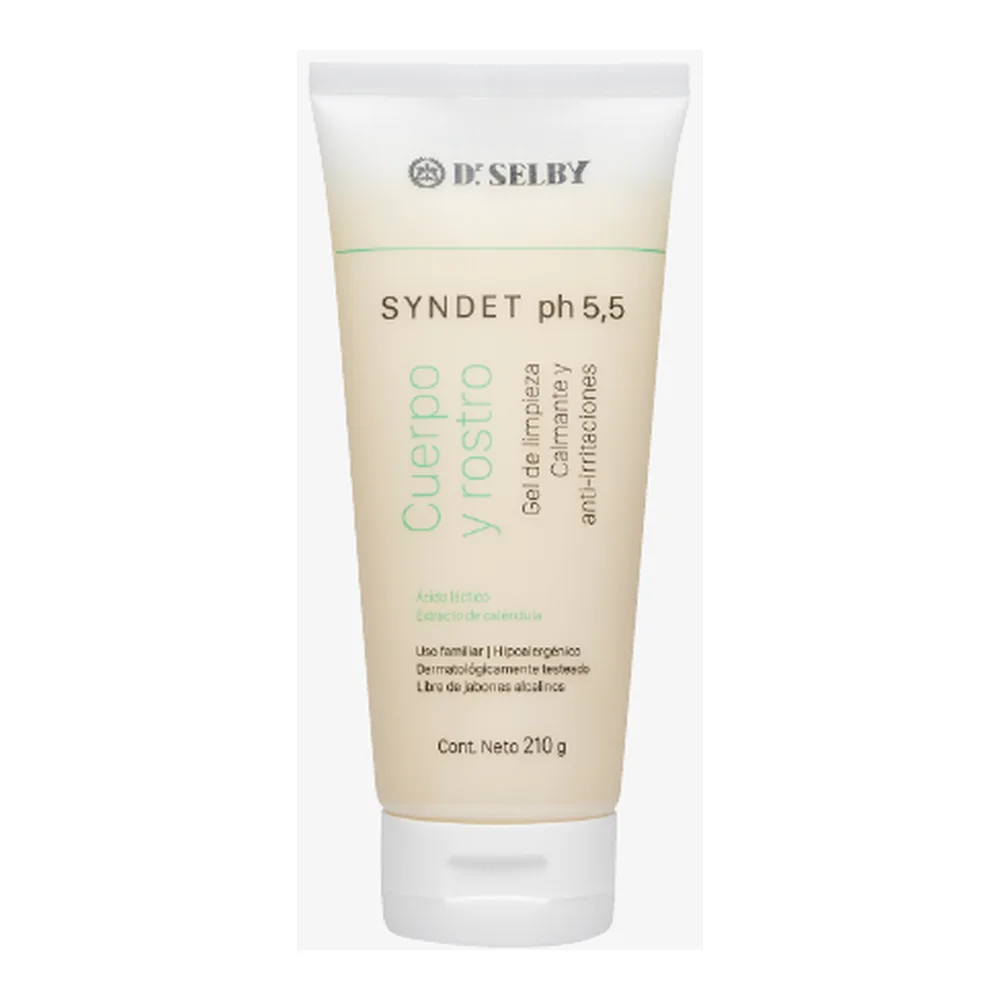 Dr. SELBY
SYNDET ph 5,5
Cuerpo
y rostro
Gel de limpieza
Calmante y
anti-irritaciones
Ácido láctico
Extracto de caléndula
Uso familiar | Hipoalergénico
Dermatológicamente testeado
Libre de jabones alcalinos
Cont. Neto 210 g